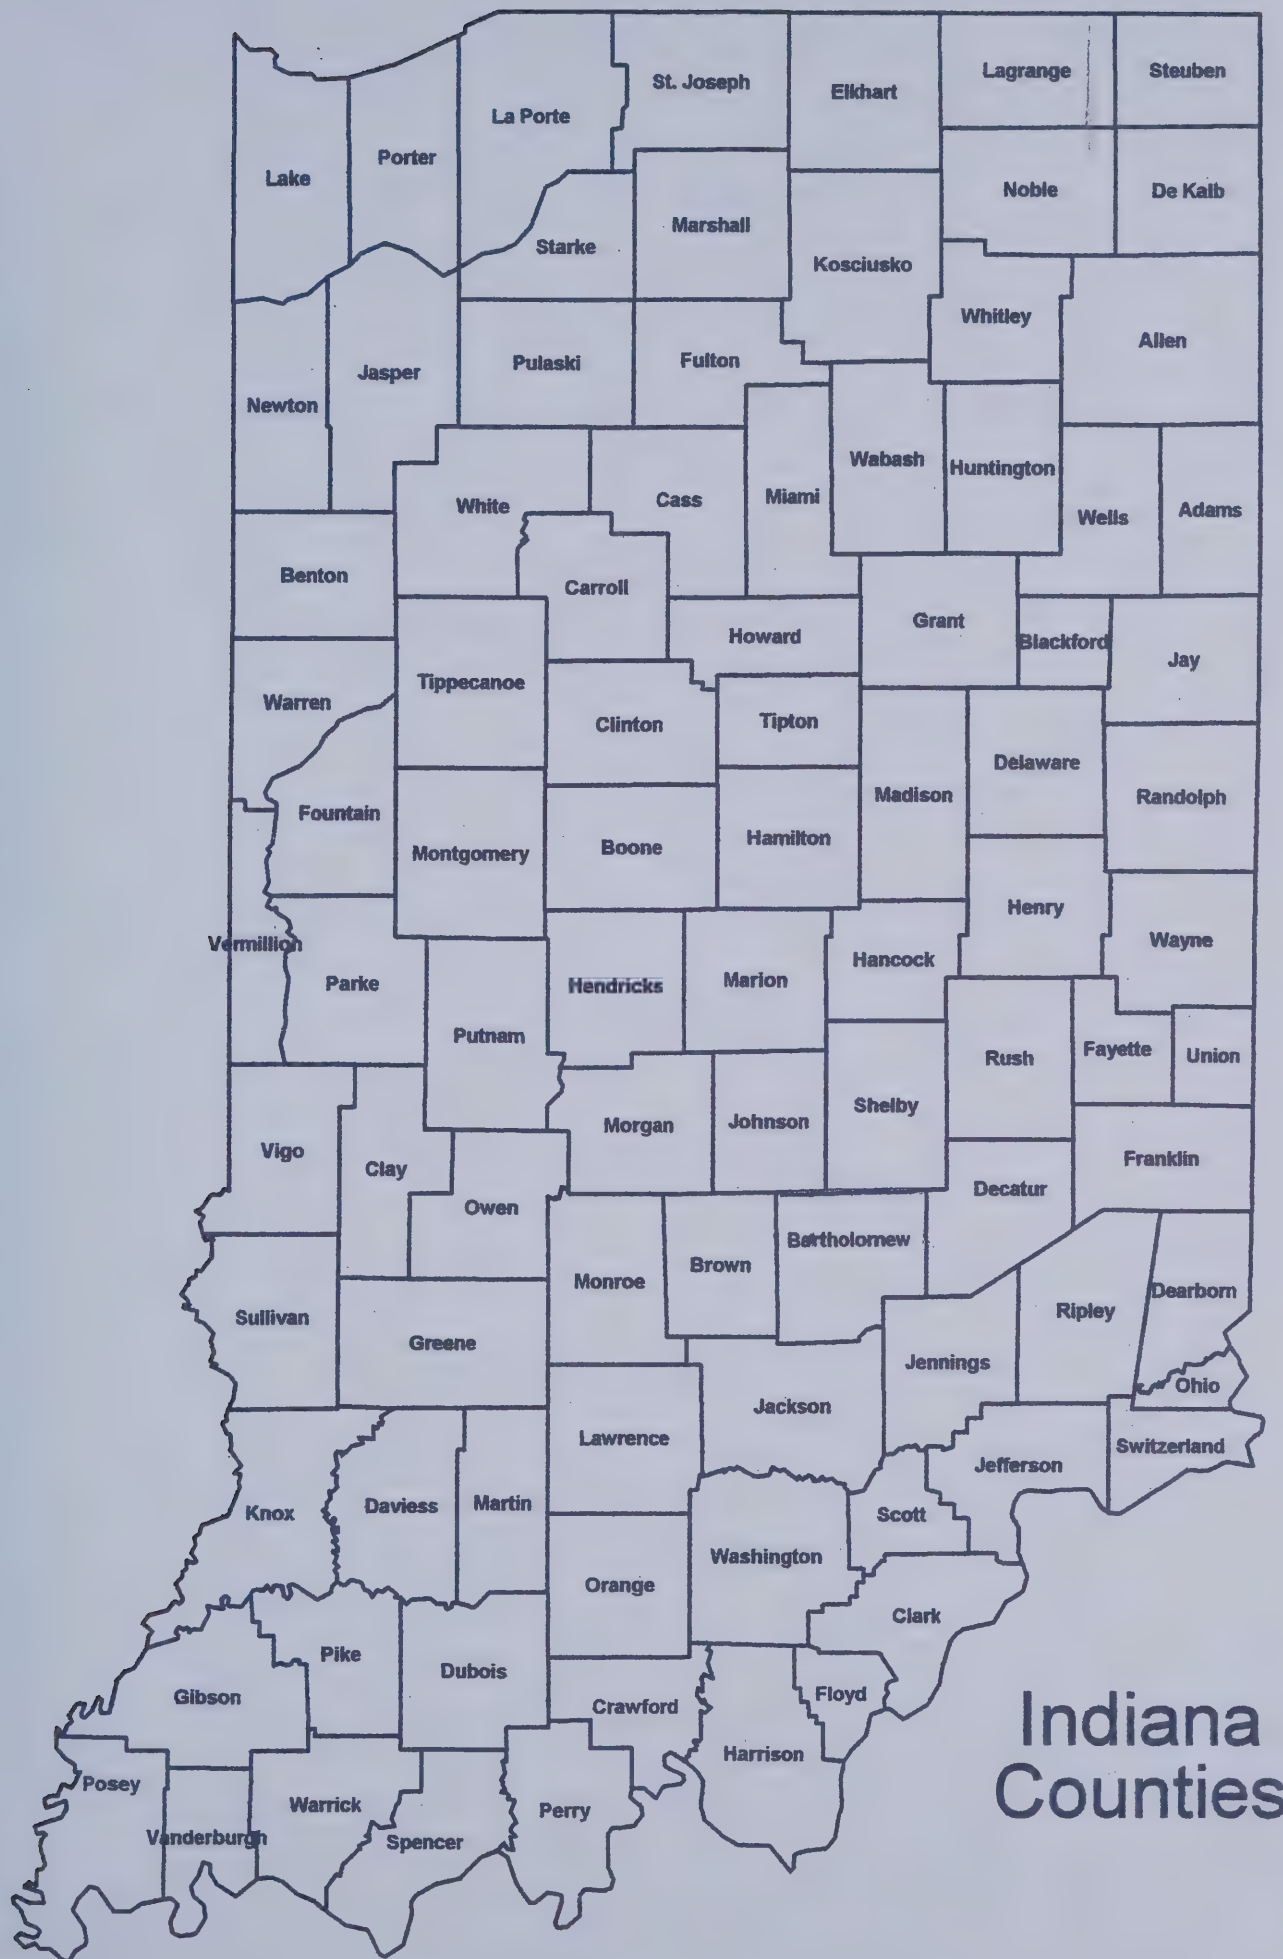 St. Joseph
Elkhart
Lagrange
Steuben
La Porte
Porter
Lake
Noble
De Kalb
Marshall
Starke
Kosciusko
Whitley
Allen
Pulaski
Fulton
Jasper
Newton
Wabash
Huntington
White
Cass
Miami
Wells
Adams
Benton
Carroll
Grant
Howard
Blackford
Jay
Tippecanoe
Warren
Clinton
Tipton
Delaware
Madison
Randolph
Fountain
Montgomery
Boone
Hamilton
Henry
Wayne
Vermillion
Parke
Hendricks
Marion
Hancock
Putnam
Rush
Fayette
Union
Shelby
Morgan
Johnson
Vigo
Clay
Franklin
Decatur
Owen
Bartholomew
Brown
Monroe
Dearborn
Sullivan
Ripley
Greene
Jennings
Ohio
Jackson
Lawrence
Switzerland
Jefferson
Knox
Daviess
Martin
Scott
Washington
Orange
Clark
Pike
Dubois
Gibson
Crawford
Floyd
Harrison
Indiana
Counties
Posey
Warrick
Perry
Vanderburgh
Spencer